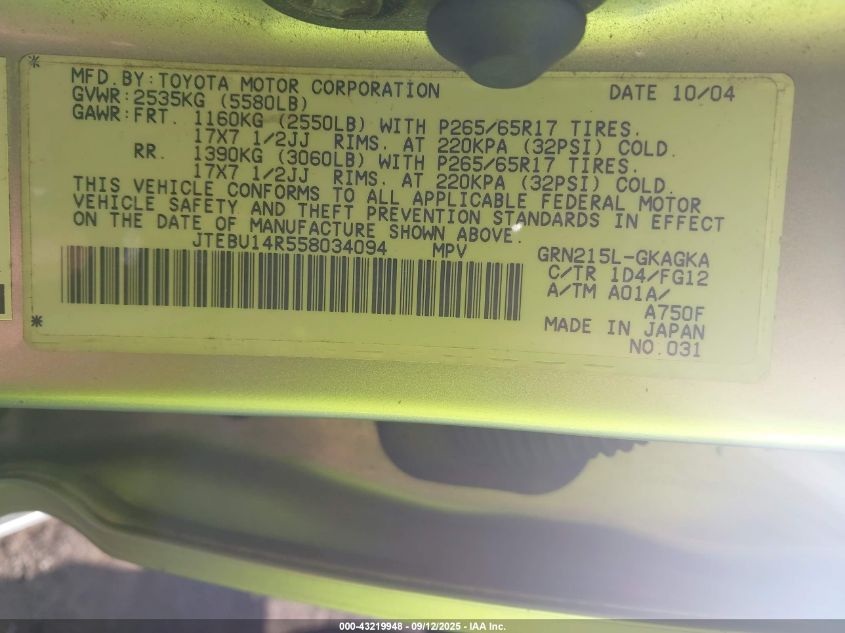 MFD.BY:TOYOTA MOTOR CORPORATION DATE 10/04
GVWR:2535KG (5580LB)
GAWR:FRT. 1160KG (2550LB) WITH P265/65R17 TIRES.
17X7 1/2JJ RIMS. AT 220KPA (32PSI) COLD.
RR. 1390KG (3060LB) WITH P265/65R17 TIRES.
17X7 1/2JJ RIMS. AT 220KPA (32PSI) COLD.
THIS VEHICLE CONFORMS TO ALL APPLICABLE FEDERAL MOTOR
VEHICLE SAFETY AND THEFT PREVENTION STANDARDS IN EFFECT
ON THE DATE OF MANUFACTURE SHOWN ABOVE.
JTEBU14R558034094 MPV
GRN215L-GKAGKA
C/TR 1D4/FG12
A/TM A01A/
A750F
MADE IN JAPAN
NO.031
000-43219948 - 09/12/2025 - IAA Inc.